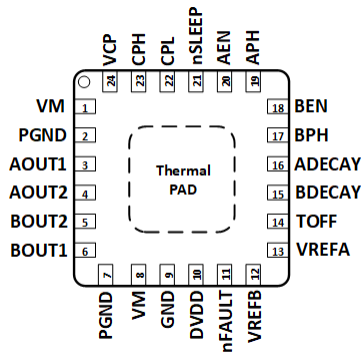 VCP CPH CPL nSLEEP AEN APH
24 23 22 21 20 19
VM 1 18 BEN
PGND 2 17 BPH
AOUT1 3 16 ADECAY
AOUT2 4 15 BDECAY
BOUT2 5 14 TOFF
BOUT1 6 13 VREFA
Thermal
PAD
7 8 9 10 11 12
PGND VM GND DVDD nFAULT VREFB